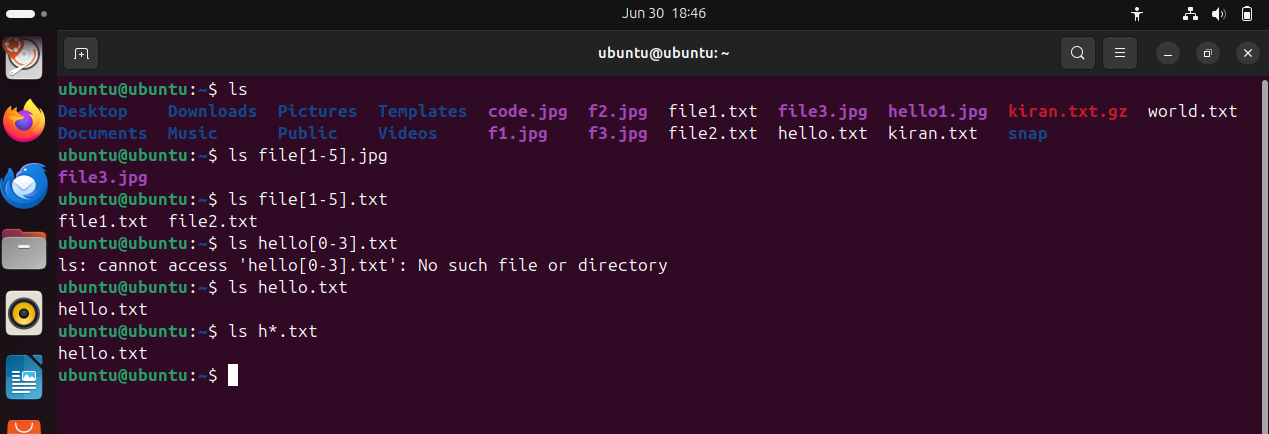 Jun 30 18:46
ubuntu@ubuntu: ~
ubuntu@ubuntu:~$ ls
Desktop Downloads Pictures Templates code.jpg f2.jpg file1.txt file3.jpg hello1.jpg kiran.txt.gz world.txt
Documents Music Public Videos f1.jpg f3.jpg file2.txt hello.txt kiran.txt snap
ubuntu@ubuntu:~$ ls file[1-5].jpg
file3.jpg
ubuntu@ubuntu:~$ ls file[1-5].txt
file1.txt file2.txt
ubuntu@ubuntu:~$ ls hello[0-3].txt
ls: cannot access 'hello[0-3].txt': No such file or directory
ubuntu@ubuntu:~$ ls hello.txt
hello.txt
ubuntu@ubuntu:~$ ls h*.txt
hello.txt
ubuntu@ubuntu:~$